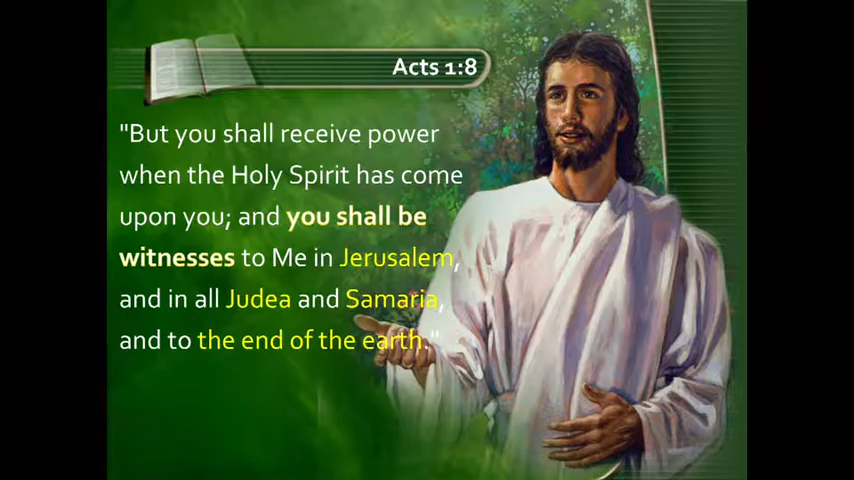 Acts 1:8
"But you shall receive power
when the Holy Spirit has come
upon you; and you shall be
witnesses to Me in Jerusalem,
and in all Judea and Samaria,
and to the end of the earth."